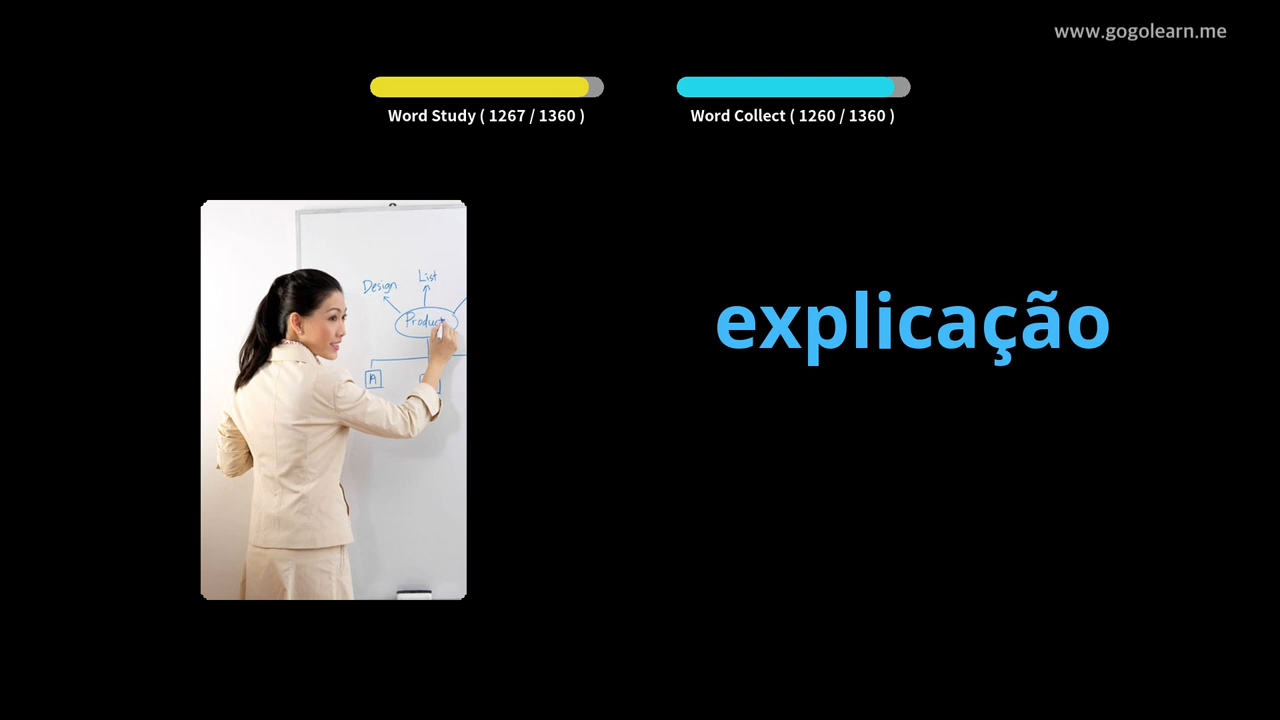 www.gogolearn.me
Word Study ( 1267 / 1360 )
Word Collect ( 1260 / 1360 )
explicação
List
Design
Product
A